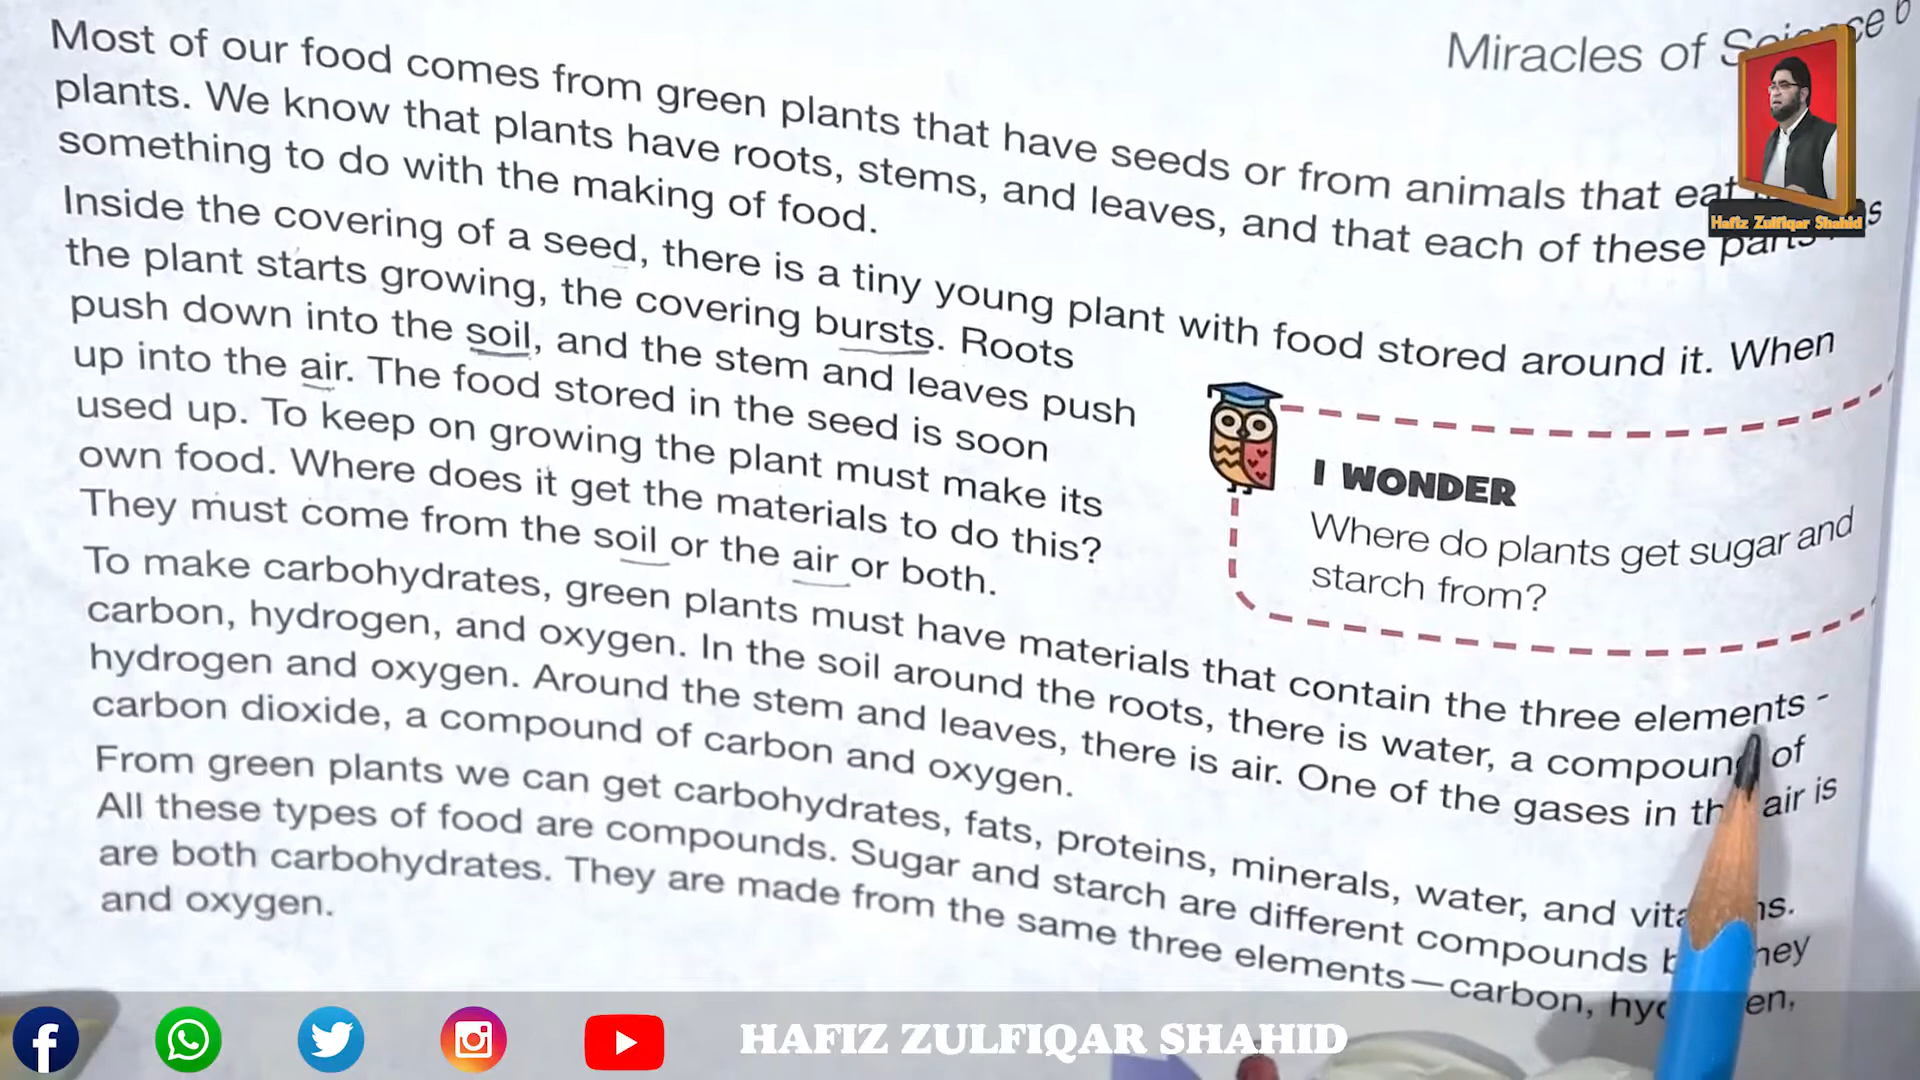 Miracles of Science 6
Most of our food comes from green plants that have seeds or from animals that eat
plants. We know that plants have roots, stems, and leaves, and that each of these parts
something to do with the making of food.
Inside the covering of a seed, there is a tiny young plant with food stored around it. When
the plant starts growing, the covering bursts. Roots
push down into the soil, and the stem and leaves push
up into the air. The food stored in the seed is soon
used up. To keep on growing the plant must make its
own food. Where does it get the materials to do this?
They must come from the soil or the air or both.
I WONDER
Where do plants get sugar and
starch from?
To make carbohydrates, green plants must have materials that contain the three elements -
carbon, hydrogen, and oxygen. In the soil around the roots, there is water, a compound of
hydrogen and oxygen. Around the stem and leaves, there is air. One of the gases in the air is
carbon dioxide, a compound of carbon and oxygen.
From green plants we can get carbohydrates, fats, proteins, minerals, water, and vitamins.
All these types of food are compounds. Sugar and starch are different compounds but they
are both carbohydrates. They are made from the same three elements—carbon, hydrogen,
and oxygen.
Hafiz Zulfiqar Shahid
HAFIZ ZULFIQAR SHAHID